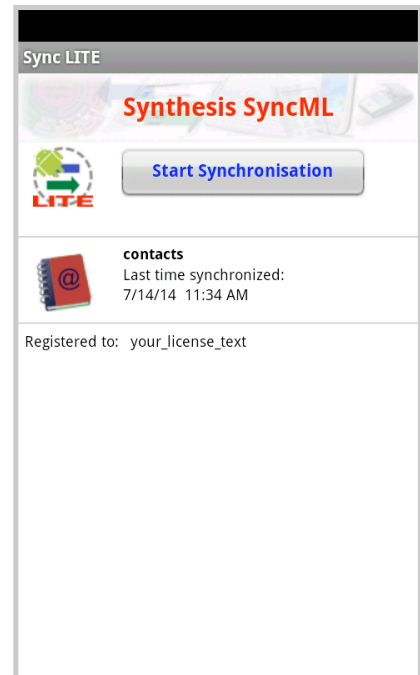 Sync LITE
Synthesis SyncML
LITE
Start Synchronisation
@
contacts
Last time synchronized:
7/14/14 11:34 AM
Registered to: your_license_text